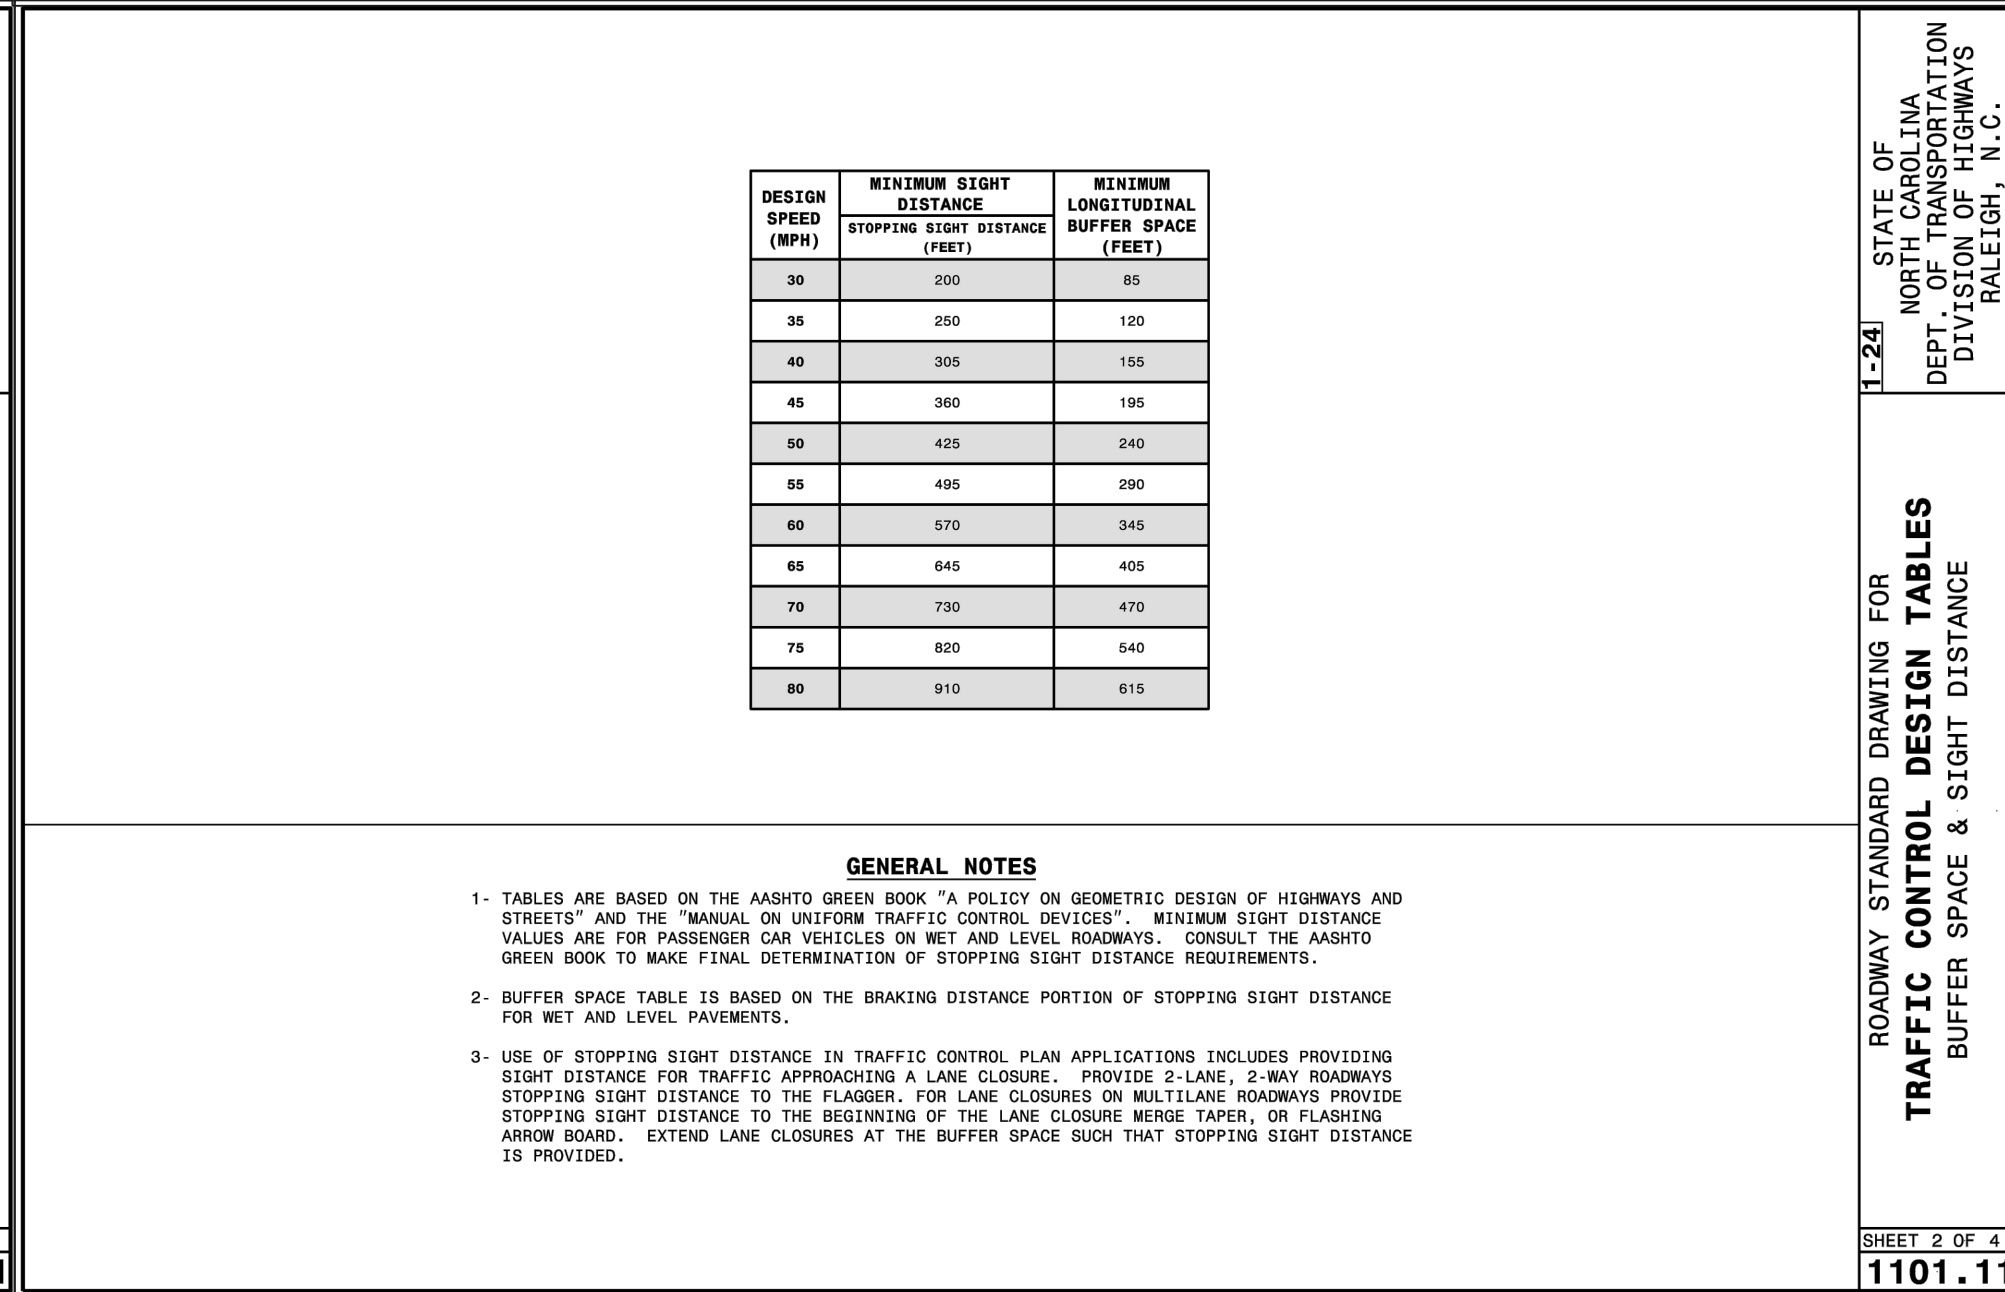 DESIGN SPEED (MPH)
MINIMUM SIGHT DISTANCE
STOPPING SIGHT DISTANCE (FEET)
MINIMUM LONGITUDINAL BUFFER SPACE (FEET)
30 200 85
35 250 120
40 305 155
45 360 195
50 425 240
55 495 290
60 570 345
65 645 405
70 730 470
75 820 540
80 910 615
GENERAL NOTES
1- TABLES ARE BASED ON THE AASHTO GREEN BOOK "A POLICY ON GEOMETRIC DESIGN OF HIGHWAYS AND
STREETS" AND THE "MANUAL ON UNIFORM TRAFFIC CONTROL DEVICES". MINIMUM SIGHT DISTANCE
VALUES ARE FOR PASSENGER CAR VEHICLES ON WET AND LEVEL ROADWAYS. CONSULT THE AASHTO
GREEN BOOK TO MAKE FINAL DETERMINATION OF STOPPING SIGHT DISTANCE REQUIREMENTS.
2- BUFFER SPACE TABLE IS BASED ON THE BRAKING DISTANCE PORTION OF STOPPING SIGHT DISTANCE
FOR WET AND LEVEL PAVEMENTS.
3- USE OF STOPPING SIGHT DISTANCE IN TRAFFIC CONTROL PLAN APPLICATIONS INCLUDES PROVIDING
SIGHT DISTANCE FOR TRAFFIC APPROACHING A LANE CLOSURE. PROVIDE 2-LANE, 2-WAY ROADWAYS
STOPPING SIGHT DISTANCE TO THE FLAGGER. FOR LANE CLOSURES ON MULTILANE ROADWAYS PROVIDE
STOPPING SIGHT DISTANCE TO THE BEGINNING OF THE LANE CLOSURE MERGE TAPER, OR FLASHING
ARROW BOARD. EXTEND LANE CLOSURES AT THE BUFFER SPACE SUCH THAT STOPPING SIGHT DISTANCE
IS PROVIDED.
1-24
STATE OF
NORTH CAROLINA
DEPT. OF TRANSPORTATION
DIVISION OF HIGHWAYS
RALEIGH, N.C.
ROADWAY STANDARD DRAWING FOR
TRAFFIC CONTROL DESIGN TABLES
BUFFER SPACE & SIGHT DISTANCE
SHEET 2 OF 4
1101.11